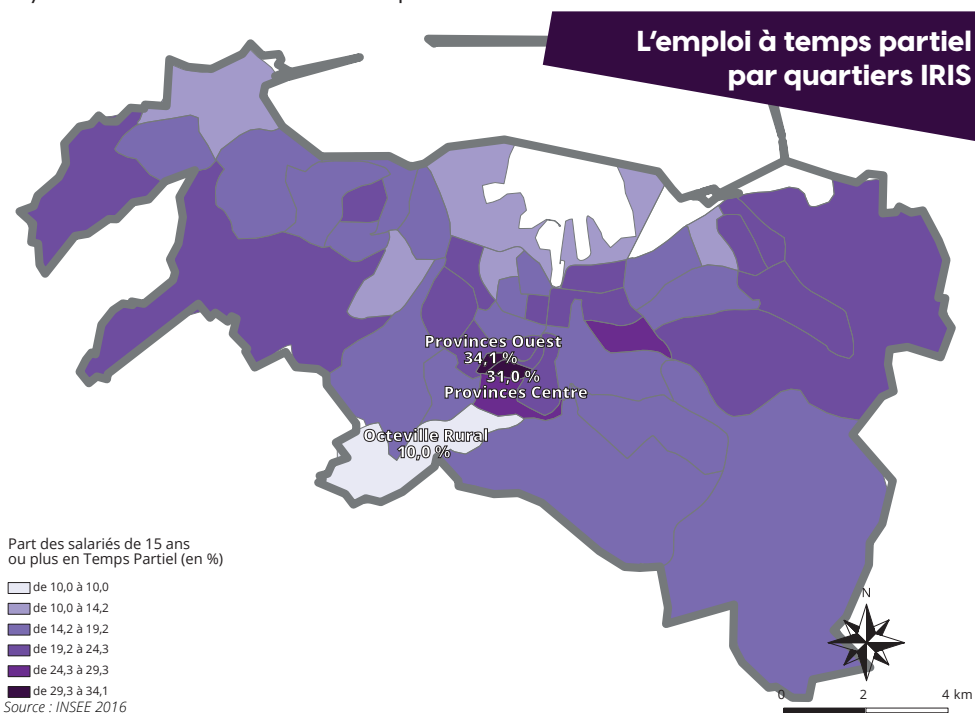 L'emploi à temps partiel
par quartiers IRIS
Provinces Ouest
34,1 %
31,0 %
Provinces Centre
Octeville Rural
10,0 %
Part des salariés de 15 ans
ou plus en Temps Partiel (en %)
de 10,0 à 10,0
de 10,0 à 14,2
de 14,2 à 19,2
de 19,2 à 24,3
de 24,3 à 29,3
de 29,3 à 34,1
Source : INSEE 2016
N
0 2 4 km